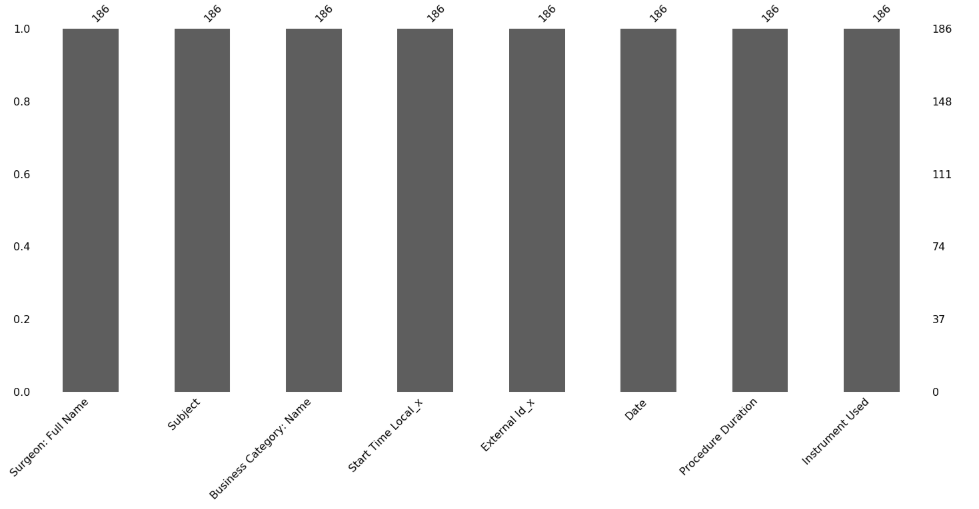 186 186 186 186 186 186 186 186
1.0 186
0.8 148
0.6 111
0.4 74
0.2 37
0.0 0
Surgeon: Full Name
Subject
Business Category: Name
Start Time Local_x
External Id_x
Date
Procedure Duration
Instrument Used